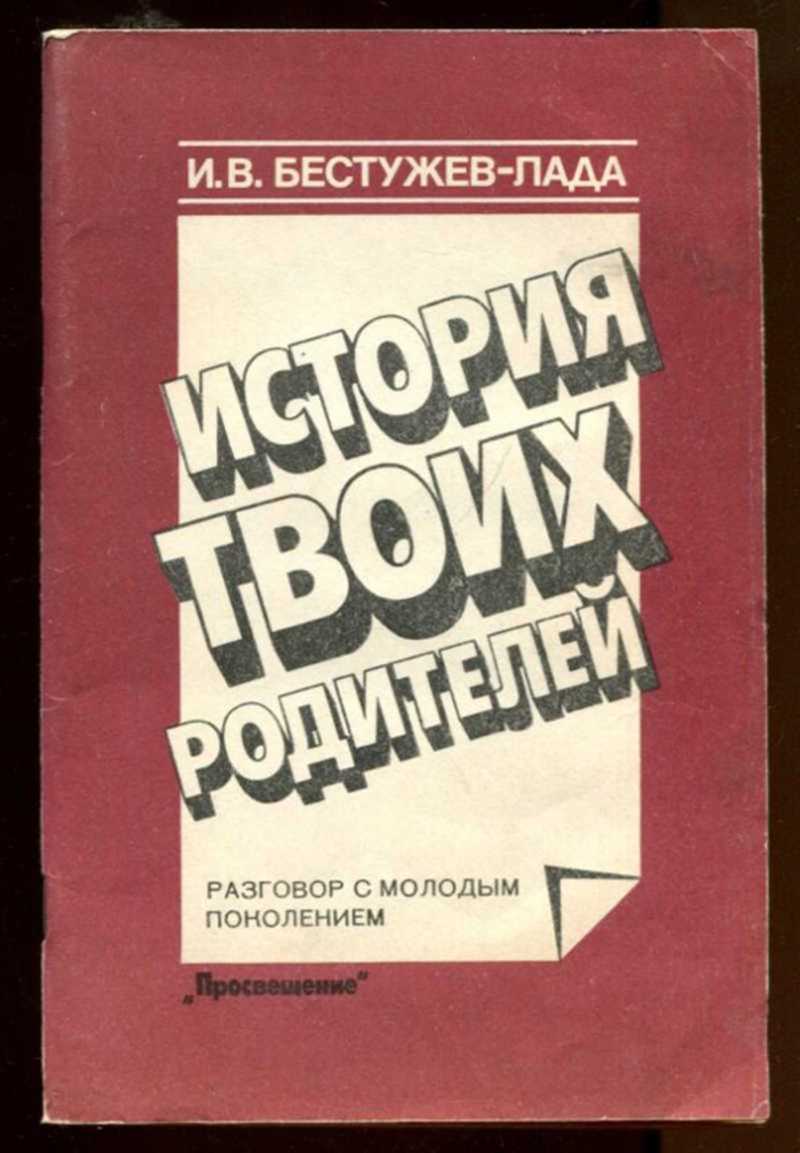 И.В. БЕСТУЖЕВ-ЛАДА
ИСТОРИЯ
ТВОИХ
РОДИТЕЛЕЙ
РАЗГОВОР С МОЛОДЫМ
ПОКОЛЕНИЕМ
„Просвещение“